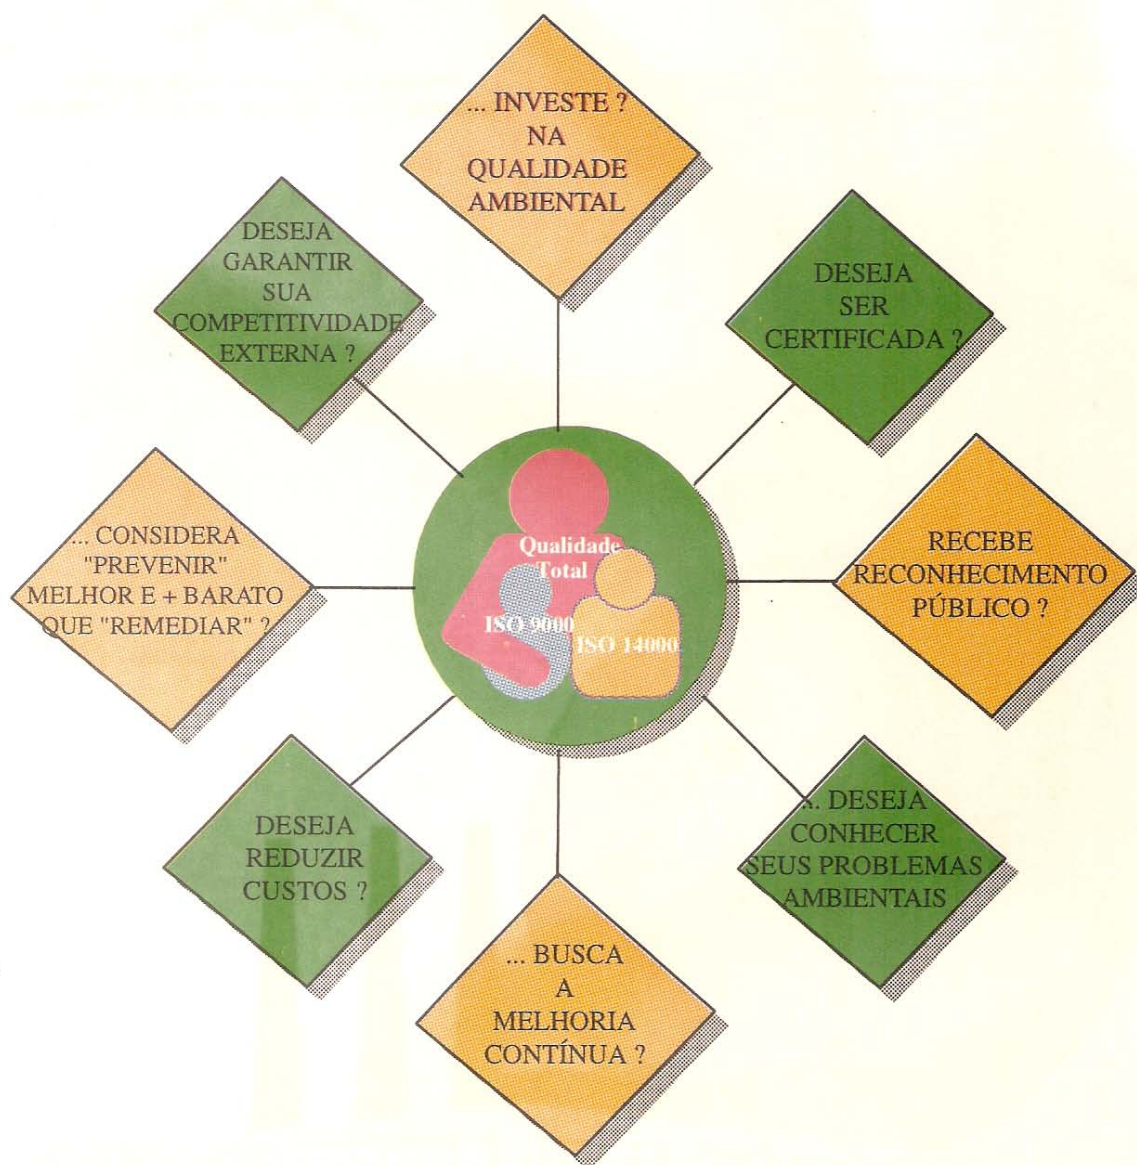 ... INVESTE ?
NA
QUALIDADE
AMBIENTAL
DESEJA
GARANTIR
SUA
COMPETITIVIDADE
EXTERNA ?
DESEJA
SER
CERTIFICADA ?
... CONSIDERA
"PREVENIR"
MELHOR E + BARATO
QUE "REMEDIAR" ?
Qualidade
Total
ISO 9000
ISO 14000
RECEBE
RECONHECIMENTO
PÚBLICO ?
DESEJA
REDUZIR
CUSTOS ?
... DESEJA
CONHECER
SEUS PROBLEMAS
AMBIENTAIS
... BUSCA
A
MELHORIA
CONTÍNUA ?